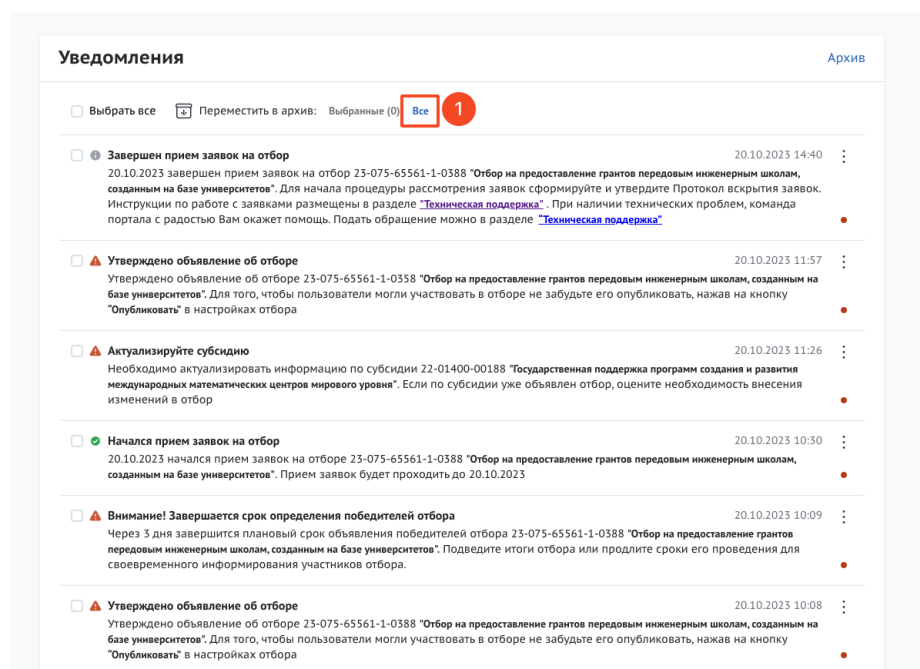 Уведомления
Архив
Выбрать все Переместить в архив: Выбранные (0) Все 1
Завершен прием заявок на отбор 20.10.2023 14:40
20.10.2023 завершен прием заявок на отбор 23-075-65561-1-0388 "Отбор на предоставление грантов передовым инженерным школам,
созданным на базе университетов". Для начала процедуры рассмотрения заявок сформируйте и утвердите Протокол вскрытия заявок.
Инструкции по работе с заявками размещены в разделе "Техническая поддержка" . При наличии технических проблем, команда
портала с радостью Вам окажет помощь. Подать обращение можно в разделе "Техническая поддержка"
Утверждено объявление об отборе 20.10.2023 11:57
Утверждено объявление об отборе 23-075-65561-1-0358 "Отбор на предоставление грантов передовым инженерным школам, созданным на
базе университетов". Для того, чтобы пользователи могли участвовать в отборе не забудьте его опубликовать, нажав на кнопку
"Опубликовать" в настройках отбора
Актуализируйте субсидию 20.10.2023 11:26
Необходимо актуализировать информацию по субсидии 22-01400-00188 "Государственная поддержка программ создания и развития
международных математических центров мирового уровня". Если по субсидии уже объявлен отбор, оцените необходимость внесения
изменений в отбор
Начался прием заявок на отбор 20.10.2023 10:30
20.10.2023 начался прием заявок на отборе 23-075-65561-1-0388 "Отбор на предоставление грантов передовым инженерным школам,
созданным на базе университетов". Прием заявок будет проходить до 20.10.2023
Внимание! Завершается срок определения победителей отбора 20.10.2023 10:09
Через 3 дня завершится плановый срок объявления победителей отбора 23-075-65561-1-0388 "Отбор на предоставление грантов
передовым инженерным школам, созданным на базе университетов". Подведите итоги отбора или продлите сроки его проведения для
своевременного информирования участников отбора.
Утверждено объявление об отборе 20.10.2023 10:08
Утверждено объявление об отборе 23-075-65561-1-0388 "Отбор на предоставление грантов передовым инженерным школам, созданным на
базе университетов". Для того, чтобы пользователи могли участвовать в отборе не забудьте его опубликовать, нажав на кнопку
"Опубликовать" в настройках отбора